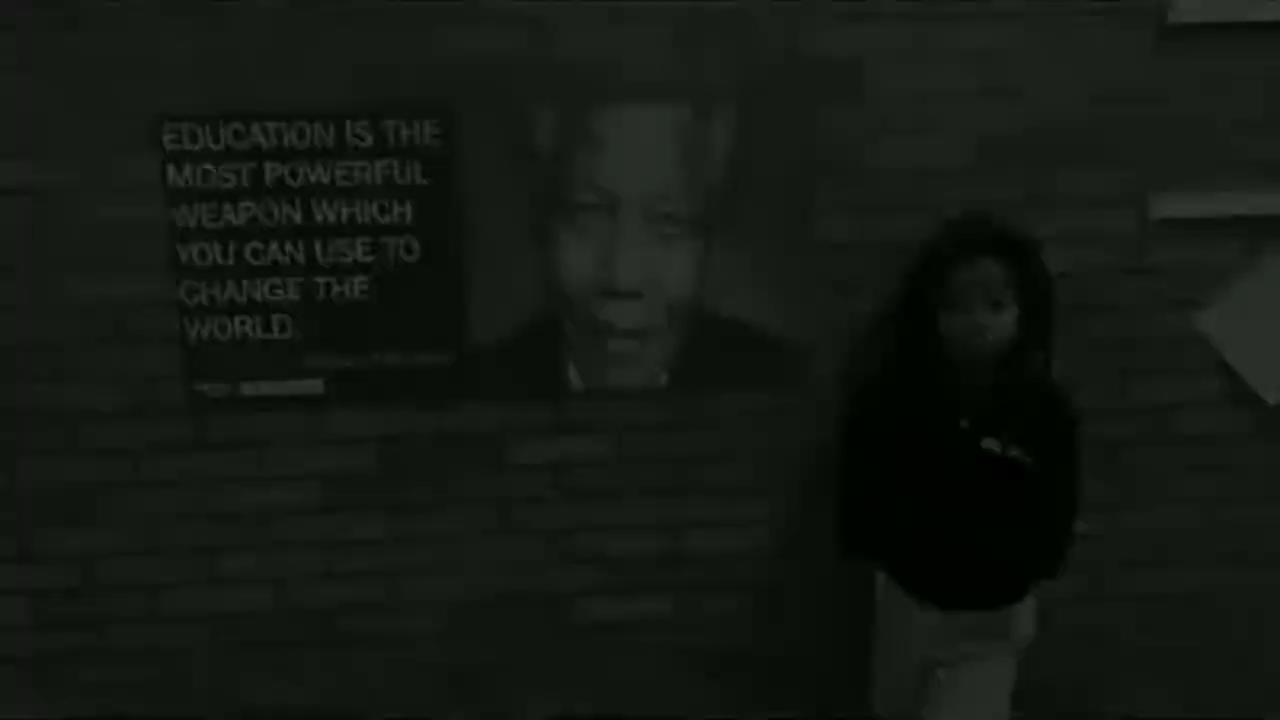 EDUCATION IS THE
MOST POWERFUL
WEAPON WHICH
YOU CAN USE TO
CHANGE THE
WORLD.